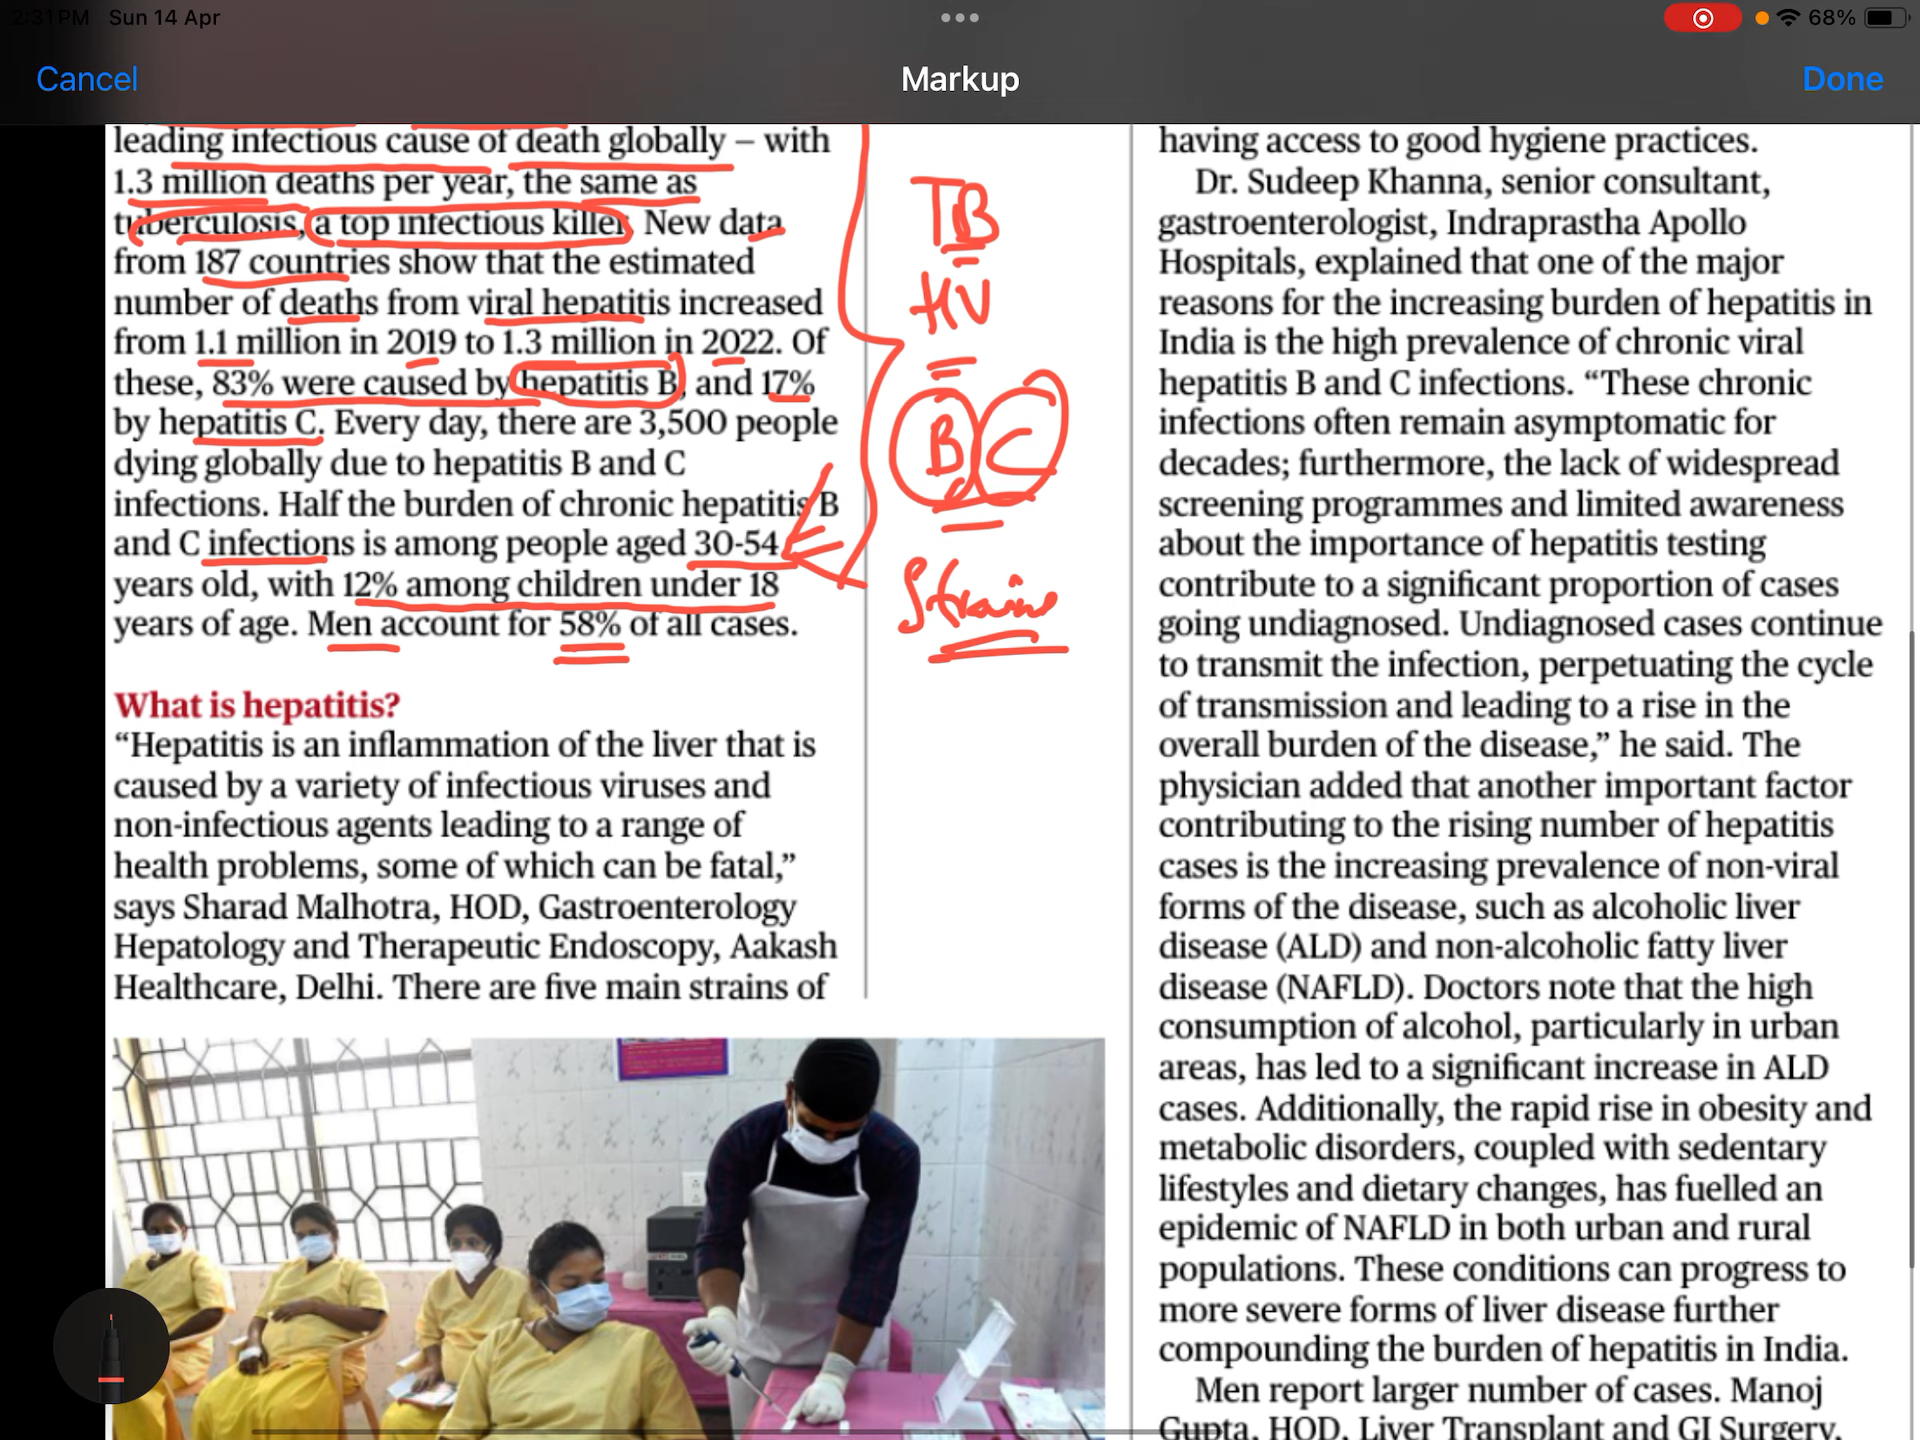 2:31 PM Sun 14 Apr
68%
Cancel
Markup
Done
leading infectious cause of death globally – with
1.3 million deaths per year, the same as
tuberculosis, a top infectious killer. New data
from 187 countries show that the estimated
number of deaths from viral hepatitis increased
from 1.1 million in 2019 to 1.3 million in 2022. Of
these, 83% were caused by hepatitis B, and 17%
by hepatitis C. Every day, there are 3,500 people
dying globally due to hepatitis B and C
infections. Half the burden of chronic hepatitis B
and C infections is among people aged 30-54
years old, with 12% among children under 18
years of age. Men account for 58% of all cases.
What is hepatitis?
“Hepatitis is an inflammation of the liver that is
caused by a variety of infectious viruses and
non-infectious agents leading to a range of
health problems, some of which can be fatal,”
says Sharad Malhotra, HOD, Gastroenterology
Hepatology and Therapeutic Endoscopy, Aakash
Healthcare, Delhi. There are five main strains of
TB
HV
B C
Strains
having access to good hygiene practices.
Dr. Sudeep Khanna, senior consultant,
gastroenterologist, Indraprastha Apollo
Hospitals, explained that one of the major
reasons for the increasing burden of hepatitis in
India is the high prevalence of chronic viral
hepatitis B and C infections. “These chronic
infections often remain asymptomatic for
decades; furthermore, the lack of widespread
screening programmes and limited awareness
about the importance of hepatitis testing
contribute to a significant proportion of cases
going undiagnosed. Undiagnosed cases continue
to transmit the infection, perpetuating the cycle
of transmission and leading to a rise in the
overall burden of the disease,” he said. The
physician added that another important factor
contributing to the rising number of hepatitis
cases is the increasing prevalence of non-viral
forms of the disease, such as alcoholic liver
disease (ALD) and non-alcoholic fatty liver
disease (NAFLD). Doctors note that the high
consumption of alcohol, particularly in urban
areas, has led to a significant increase in ALD
cases. Additionally, the rapid rise in obesity and
metabolic disorders, coupled with sedentary
lifestyles and dietary changes, has fuelled an
epidemic of NAFLD in both urban and rural
populations. These conditions can progress to
more severe forms of liver disease further
compounding the burden of hepatitis in India.
Men report larger number of cases. Manoj
Gupta, HOD, Liver Transplant and GI Surgery,